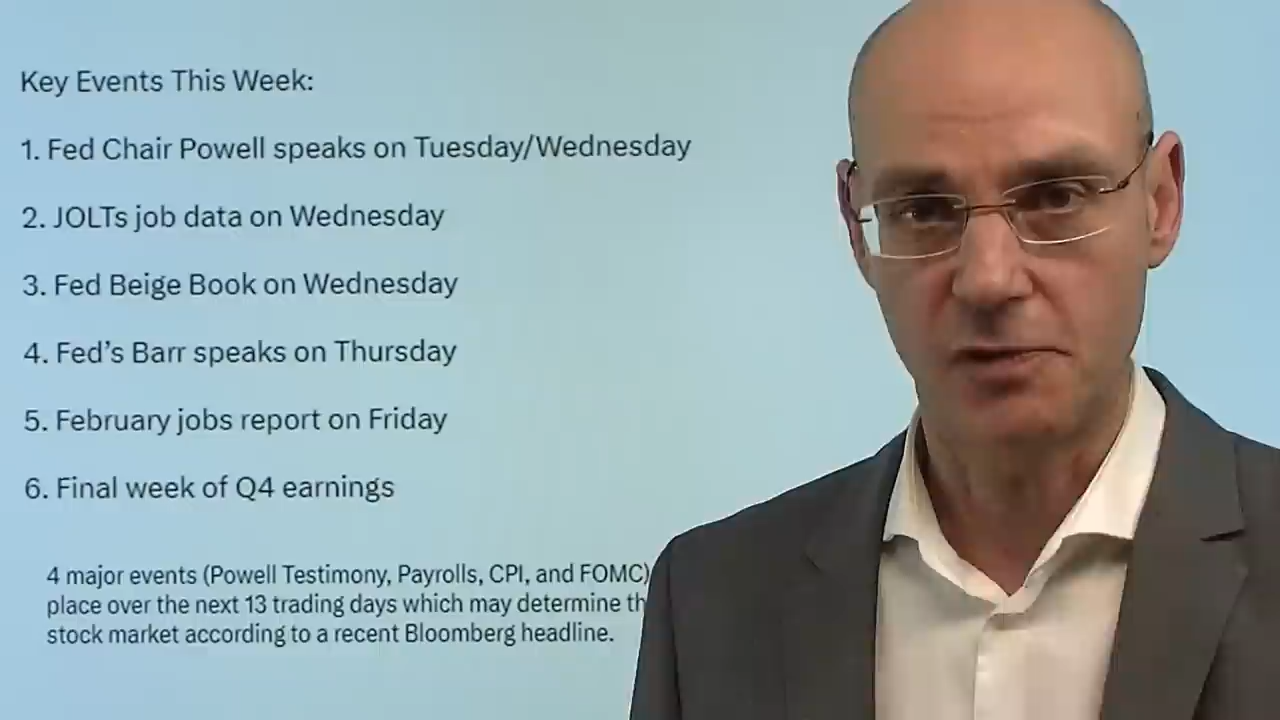 Key Events This Week:
1. Fed Chair Powell speaks on Tuesday/Wednesday
2. JOLTs job data on Wednesday
3. Fed Beige Book on Wednesday
4. Fed’s Barr speaks on Thursday
5. February jobs report on Friday
6. Final week of Q4 earnings
4 major events (Powell Testimony, Payrolls, CPI, and FOMC)
place over the next 13 trading days which may determine th
stock market according to a recent Bloomberg headline.